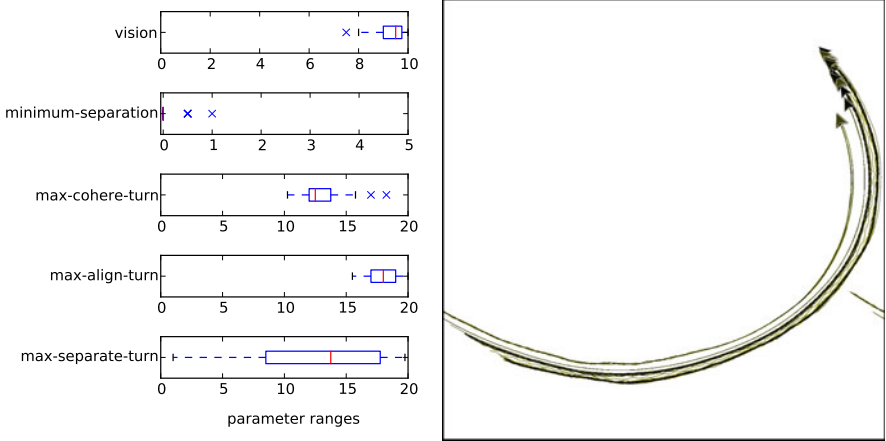 vision
0 2 4 6 8 10
minimum-separation
0 1 2 3 4 5
max-cohere-turn
0 5 10 15 20
max-align-turn
0 5 10 15 20
max-separate-turn
0 5 10 15 20
parameter ranges